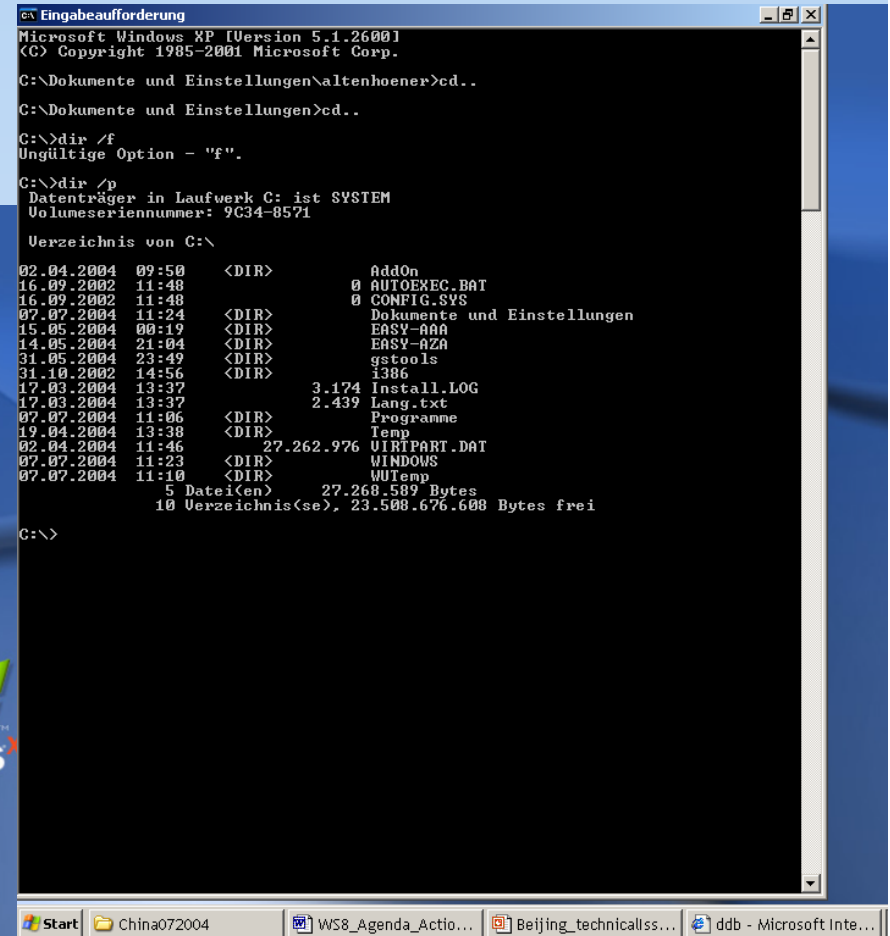 Eingabeaufforderung
Microsoft Windows XP [Version 5.1.2600]
(C) Copyright 1985-2001 Microsoft Corp.
C:\Dokumente und Einstellungen\altenhoener>cd..
C:\Dokumente und Einstellungen>cd..
C:\>dir /f
Ungültige Option - "f".
C:\>dir /p
Datenträger in Laufwerk C: ist SYSTEM
Volumeseriennummer: 9C34-8571
Verzeichnis von C:\
02.04.2004 09:50 <DIR> AddOn
16.09.2002 11:48 0 AUTOEXEC.BAT
16.09.2002 11:48 0 CONFIG.SYS
07.07.2004 11:24 <DIR> Dokumente und Einstellungen
15.05.2004 00:19 <DIR> EASY-AAA
14.05.2004 21:04 <DIR> EASY-AZA
31.05.2004 23:49 <DIR> gstools
31.10.2002 14:56 <DIR> i386
17.03.2004 13:37 3.174 Install.LOG
17.03.2004 13:37 2.439 Lang.txt
07.07.2004 11:06 <DIR> Programme
19.04.2004 13:38 <DIR> Temp
02.04.2004 11:46 27.262.976 VIRTPART.DAT
07.07.2004 11:23 <DIR> WINDOWS
07.07.2004 11:10 <DIR> WUTemp
5 Datei(en) 27.268.589 Bytes
10 Verzeichnis(se), 23.508.676.608 Bytes frei
C:\>
Start China072004 WS8_Agenda_Actio... Beijing_technicalIss... ddb - Microsoft Inte...